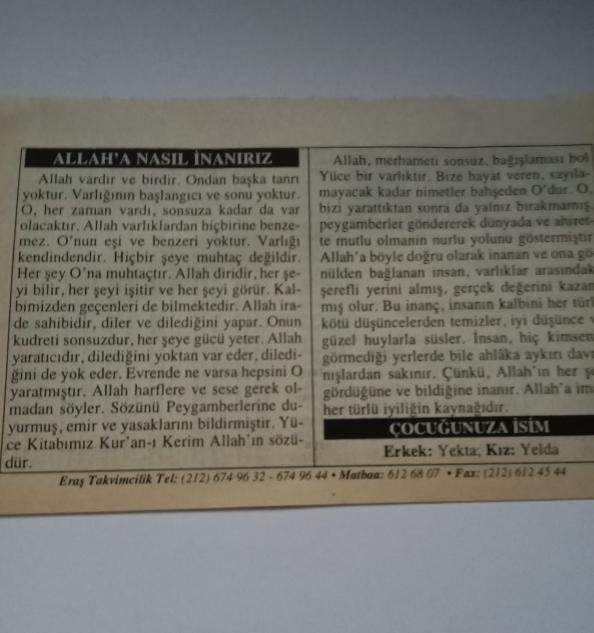 ALLAH'A NASIL İNANIRIZ
Allah vardır ve birdir. Ondan başka tanrı
yoktur. Varlığının başlangıcı ve sonu yoktur.
O, her zaman vardı, sonsuza kadar da var
olacaktır. Allah varlıklardan hiçbirine benze-
mez. O'nun eşi ve benzeri yoktur. Varlığı
kendindendir. Hiçbir şeye muhtaç değildir.
Her şey O'na muhtaçtır. Allah diridir, her şe-
yi bilir, her şeyi işitir ve her şeyi görür. Kal-
bimizden geçenleri de bilmektedir. Allah ira-
de sahibidir, diler ve dilediğini yapar. Onun
kudreti sonsuzdur, her şeye gücü yeter. Allah
yaratıcıdır, dilediğini yoktan var eder, diledi-
ğini de yok eder. Evrende ne varsa hepsini O
yaratmıştır. Allah harflere ve sese gerek ol-
madan söyler. Sözünü Peygamberlerine du-
yurmuş, emir ve yasaklarını bildirmiştir. Yü-
ce Kitabımız Kur'an-ı Kerim Allah'ın sözü-
dür.
Allah, merhameti sonsuz, bağışlaması bol
Yüce bir varlıktır. Bize hayat veren, sayıla-
mayacak kadar nimetler bahşeden O'dur. O,
bizi yarattıktan sonra da yalnız bırakmamış,
peygamberler göndererek dünyada ve ahiret-
te mutlu olmanın nurlu yolunu göstermiştir
Allah'a böyle doğru olarak inanan ve ona gö
nülden bağlanan insan, varlıklar arasındak
şerefli yerini almış, gerçek değerini kazan
mış olur. Bu inanç, insanın kalbini her türl
kötü düşüncelerden temizler, iyi düşünce v
güzel huylarla süsler. İnsan, hiç kimsen
görmediği yerlerde bile ahlâka aykırı davr
nışlardan sakınır. Çünkü, Allah'ın her ş
gördüğüne ve bildiğine inanır. Allah'a im
her türlü iyiliğin kaynağıdır.
ÇOCUĞUNUZA İSİM
Erkek: Yekta; Kız: Yelda
Eraş Takvimcilik Tel: (212) 674 96 32 - 674 96 44 • Matbaa: 612 68 07 • Fax: (212) 612 45 44